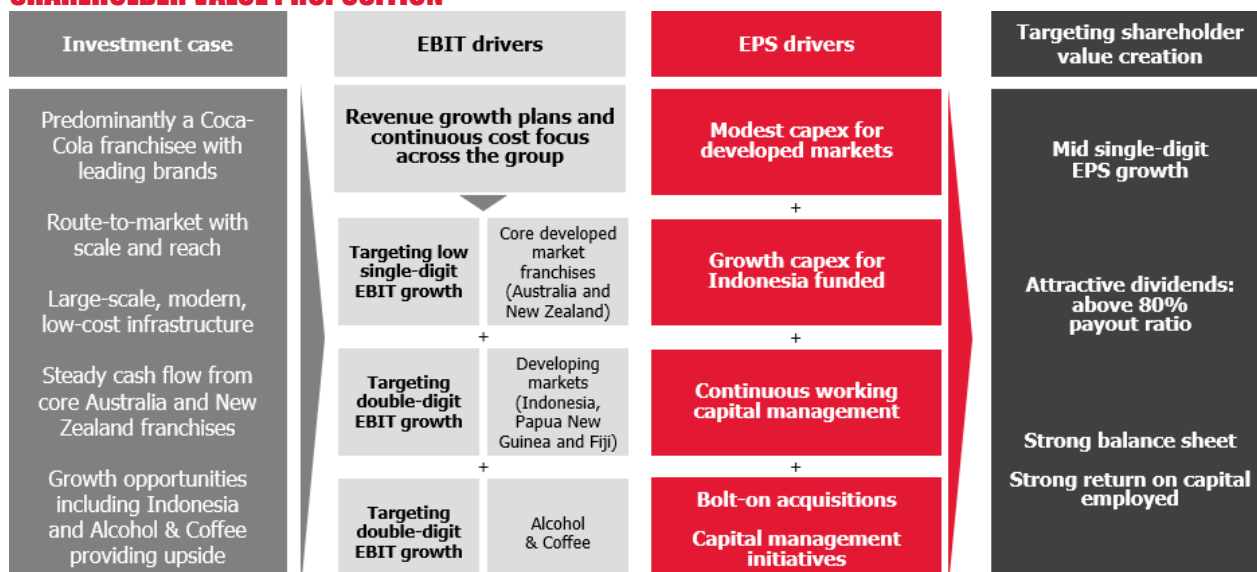 SHAREHOLDER VALUE PROPOSITION
Investment case
Predominantly a Coca-
Cola franchisee with
leading brands
Route-to-market with
scale and reach
Large-scale, modern,
low-cost infrastructure
Steady cash flow from
core Australia and New
Zealand franchises
Growth opportunities
including Indonesia
and Alcohol & Coffee
providing upside
EBIT drivers
Revenue growth plans and
continuous cost focus
across the group
Targeting low
single-digit
EBIT growth
Core developed
market
franchises
(Australia and
New Zealand)
+
Targeting
double-digit
EBIT growth
Developing
markets
(Indonesia,
Papua New
Guinea and Fiji)
+
Targeting
double-digit
EBIT growth
Alcohol
& Coffee
EPS drivers
Modest capex for
developed markets
+
Growth capex for
Indonesia funded
+
Continuous working
capital management
+
Bolt-on acquisitions
Capital management
initiatives
Targeting shareholder
value creation
Mid single-digit
EPS growth
Attractive dividends:
above 80%
payout ratio
Strong balance sheet
Strong return on capital
employed